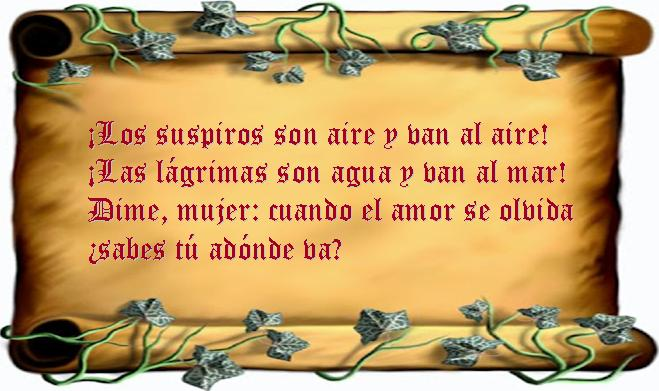 ¡Los suspiros son aire y van al aire!
¡Las lágrimas son agua y van al mar!
Dime, mujer: cuando el amor se olvida
¿sabes tú adónde va?